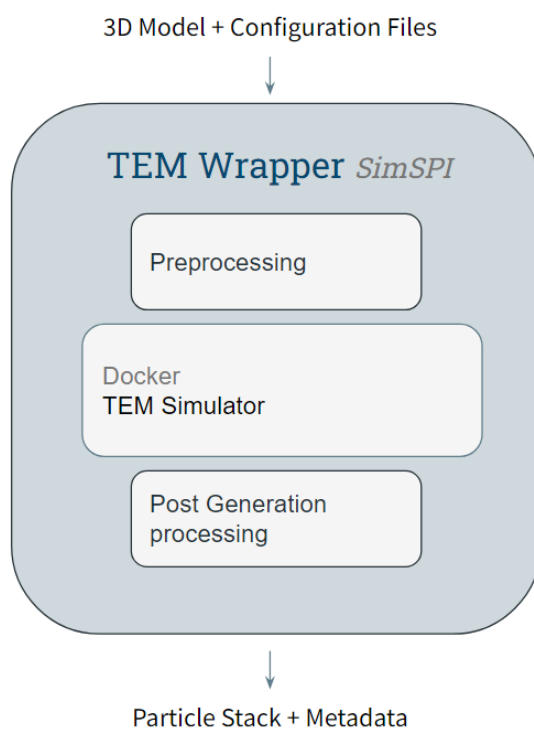 3D Model + Configuration Files
TEM Wrapper SimSPI
Preprocessing
Docker
TEM Simulator
Post Generation
processing
Particle Stack + Metadata